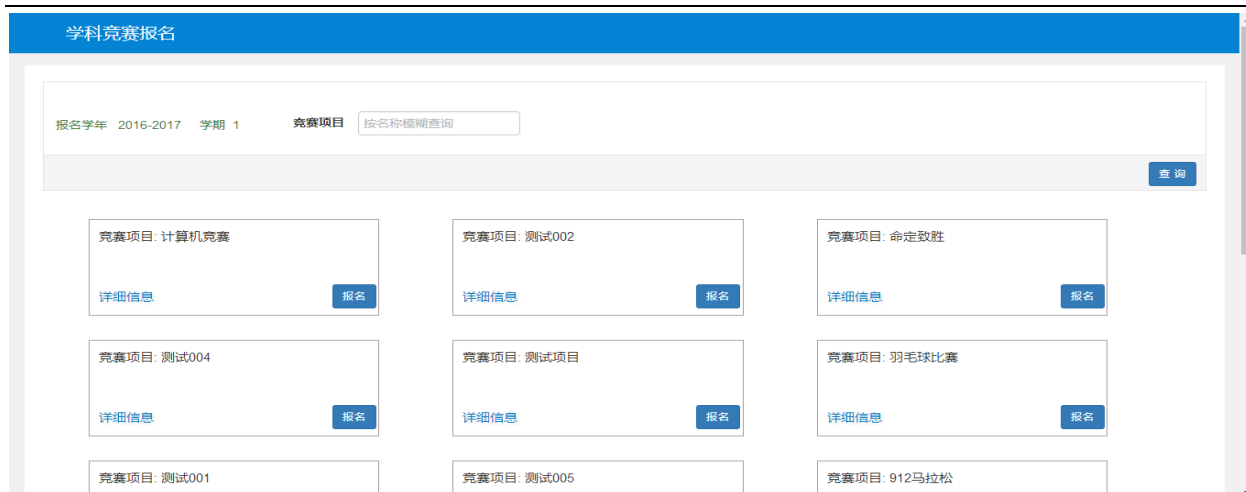 学科竞赛报名
报名学年 2016-2017 学期 1 竞赛项目 按名称模糊查询
查 询
竞赛项目: 计算机竞赛 竞赛项目: 测试002 竞赛项目: 命定致胜
详细信息 报名 详细信息 报名 详细信息 报名
竞赛项目: 测试004 竞赛项目: 测试项目 竞赛项目: 羽毛球比赛
详细信息 报名 详细信息 报名 详细信息 报名
竞赛项目: 测试001 竞赛项目: 测试005 竞赛项目: 912马拉松